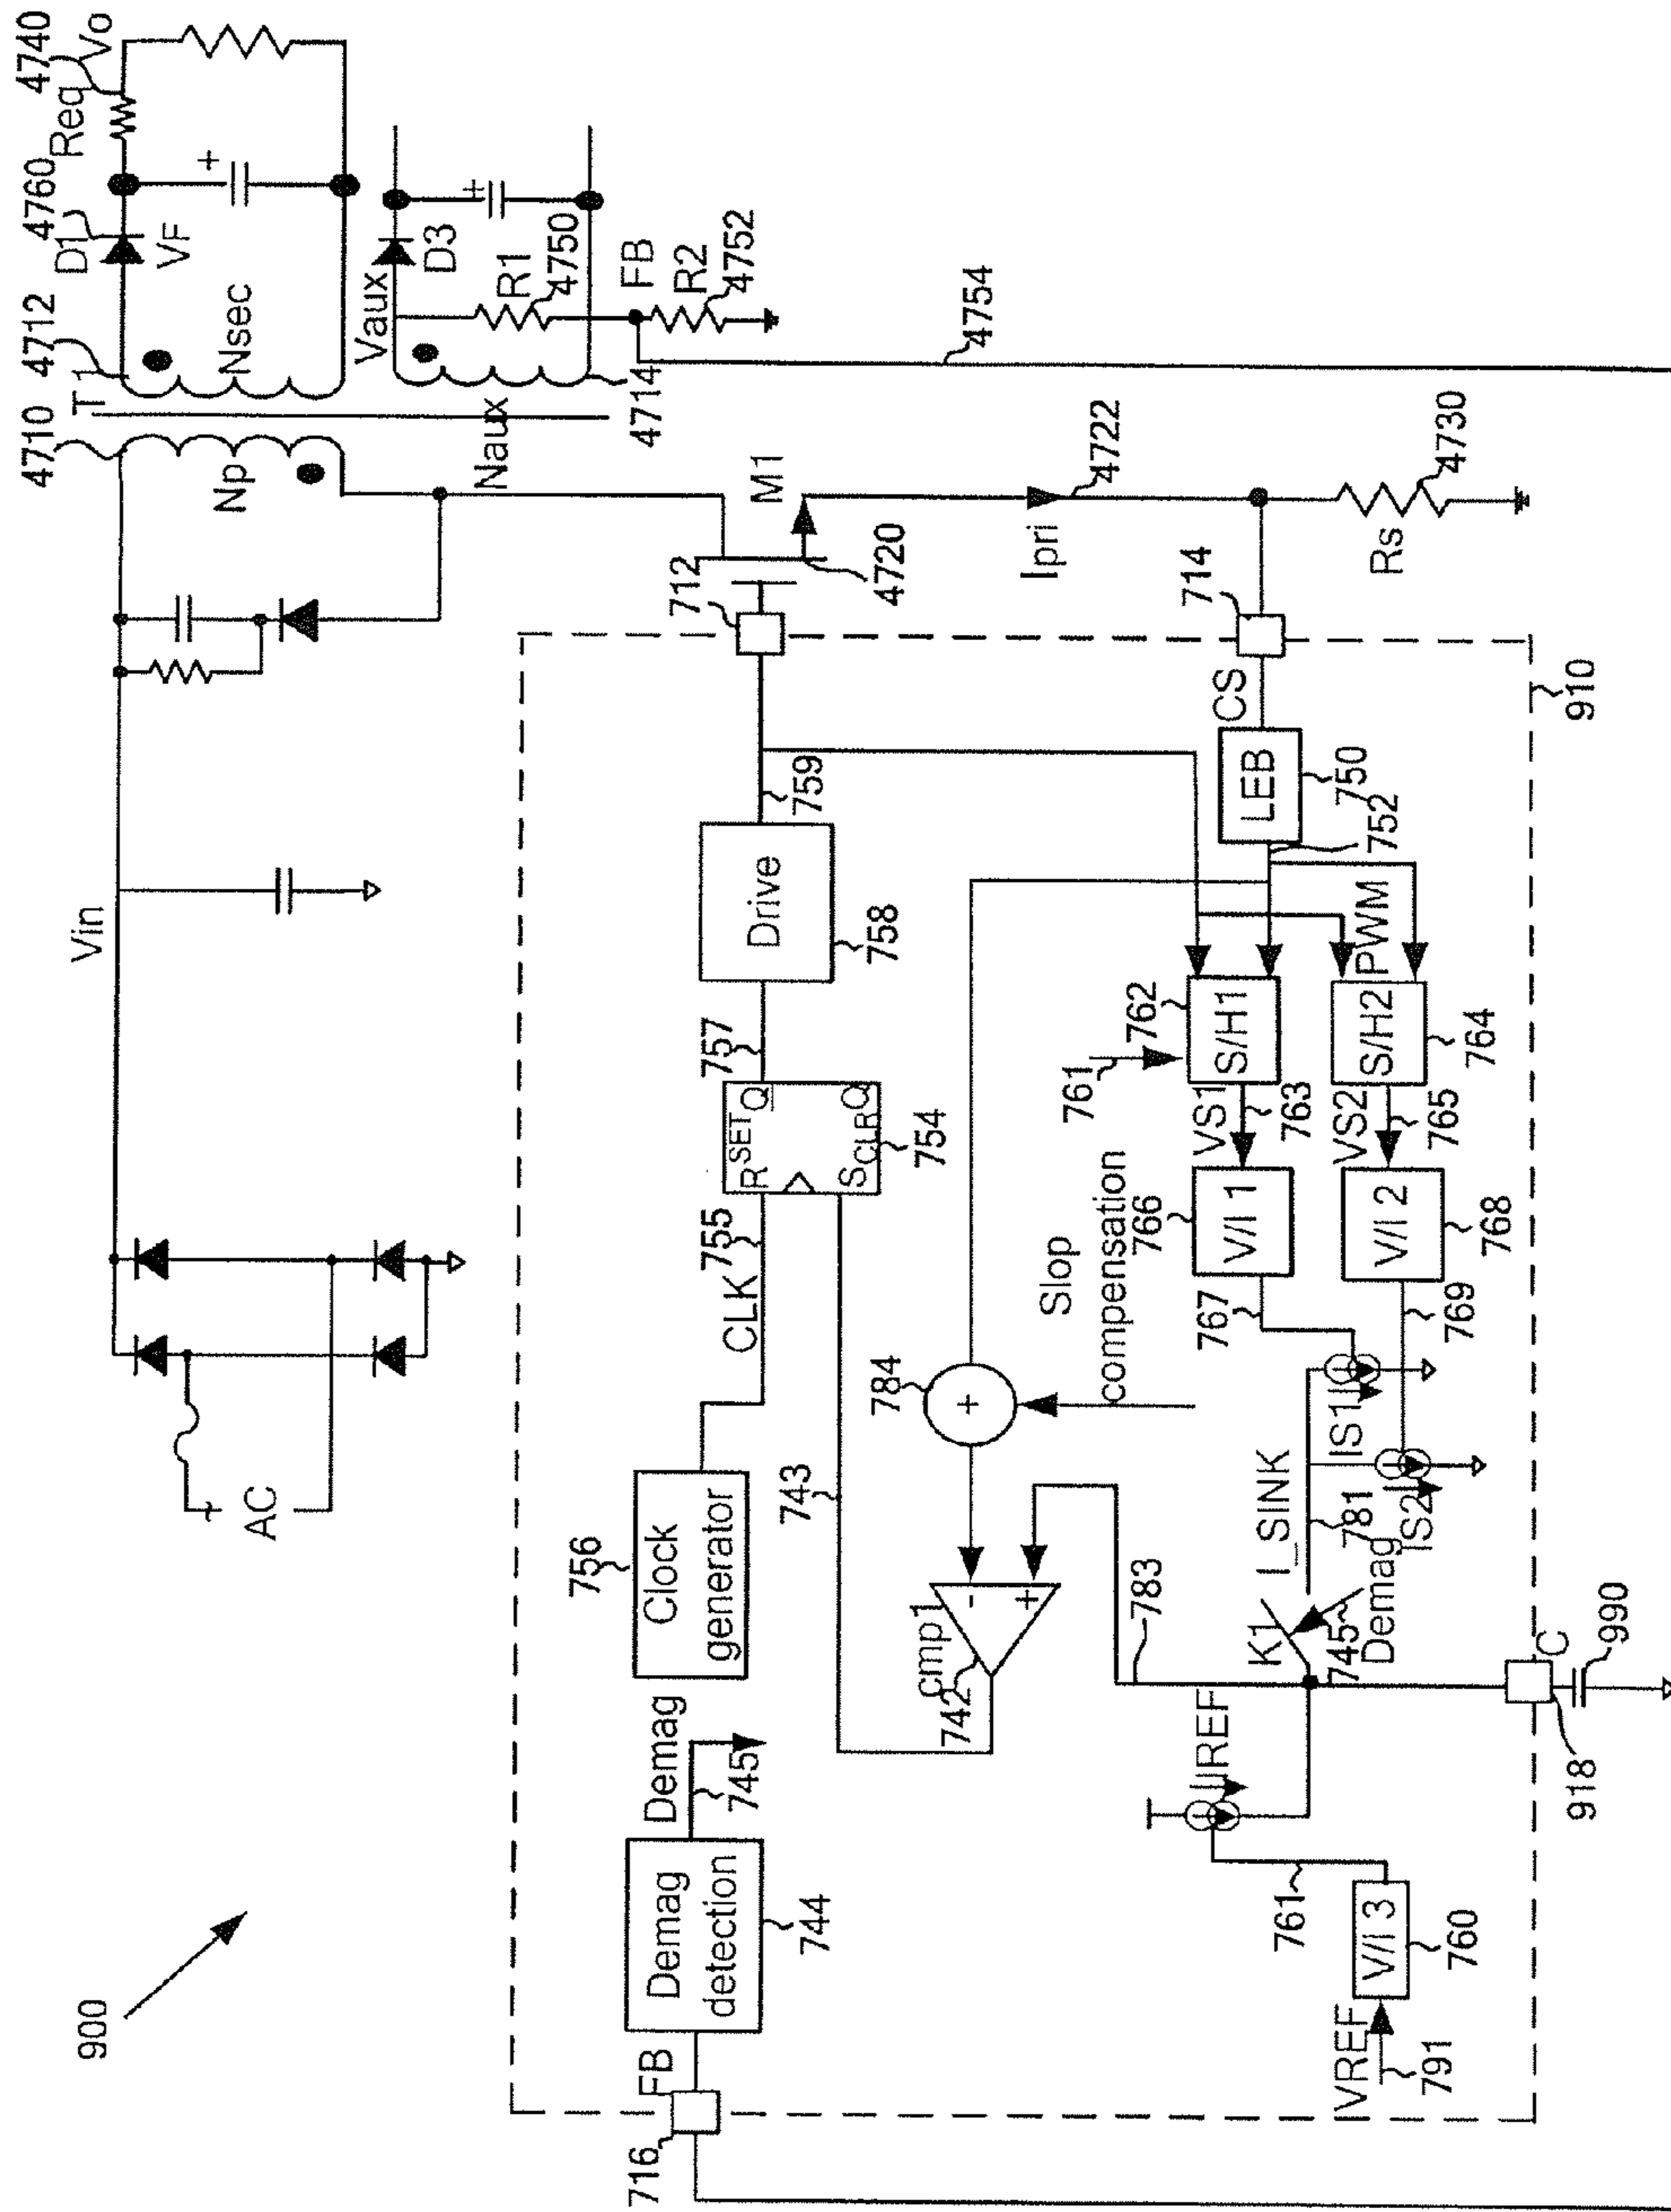 900
AC
Vin
4710
T1
4712
Np
Nsec
D1
4760
VF
Req
4740
Vo
Vaux
D3
Naux
4714
R1
4750
FB
R2
4752
4754
M1
4720
Ipri
4722
Rs
4730
716
FB
Demag
detection
744
Demag
745
756
Clock
generator
CLK
755
R
SET
Q
S
CLR
Q
754
757
Drive
758
759
712
743
cmp1
742
-
+
784
+
Slop
compensation
714
CS
LEB
750
752
PWM
761
762
S/H1
S/H2
764
VS1
763
VS2
765
766
V/I 1
V/I 2
768
767
769
IS1
IS2
I_SINK
781
K1
745
Demag
783
IREF
761
V/I 3
760
VREF
791
918
C
990
910